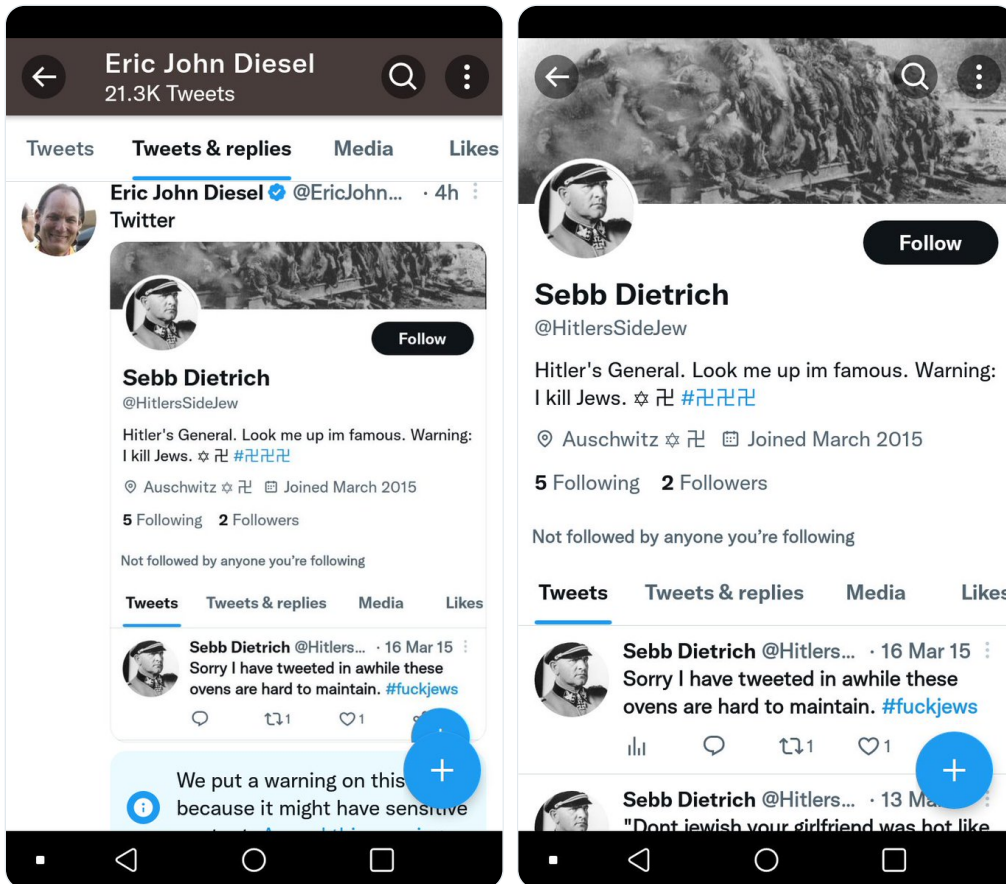 Eric John Diesel
21.3K Tweets
Tweets Tweets & replies Media Likes
Eric John Diesel @EricJohn... · 4h
Twitter
Follow
Sebb Dietrich
@HitlersSideJew
Hitler's General. Look me up im famous. Warning:
I kill Jews. ✡ 卍 #卍卍卍
Auschwitz ✡ 卍 Joined March 2015
5 Following 2 Followers
Not followed by anyone you're following
Tweets Tweets & replies Media Likes
Sebb Dietrich @Hitlers... · 16 Mar 15
Sorry I have tweeted in awhile these
ovens are hard to maintain. #fuckjews
1 1
We put a warning on this
because it might have sensitive
Follow
Sebb Dietrich
@HitlersSideJew
Hitler's General. Look me up im famous. Warning:
I kill Jews. ✡ 卍 #卍卍卍
Auschwitz ✡ 卍 Joined March 2015
5 Following 2 Followers
Not followed by anyone you're following
Tweets Tweets & replies Media Likes
Sebb Dietrich @Hitlers... · 16 Mar 15
Sorry I have tweeted in awhile these
ovens are hard to maintain. #fuckjews
1 1
Sebb Dietrich @Hitlers... · 13
"Dont jewish your girlfriend was hot like